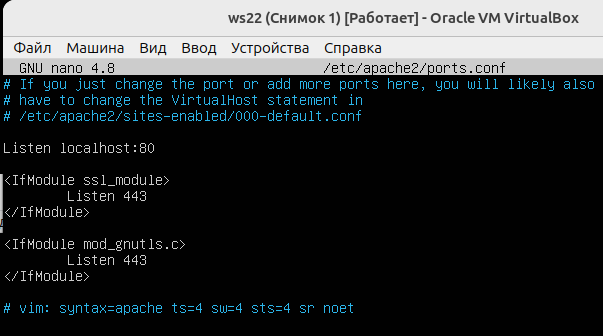 ws22 (Снимок 1) [Работает] - Oracle VM VirtualBox
Файл Машина Вид Ввод Устройства Справка
GNU nano 4.8 /etc/apache2/ports.conf
# If you just change the port or add more ports here, you will likely also
# have to change the VirtualHost statement in
# /etc/apache2/sites-enabled/000-default.conf
Listen localhost:80
<IfModule ssl_module>
Listen 443
</IfModule>
<IfModule mod_gnutls.c>
Listen 443
</IfModule>
# vim: syntax=apache ts=4 sw=4 sts=4 sr noet